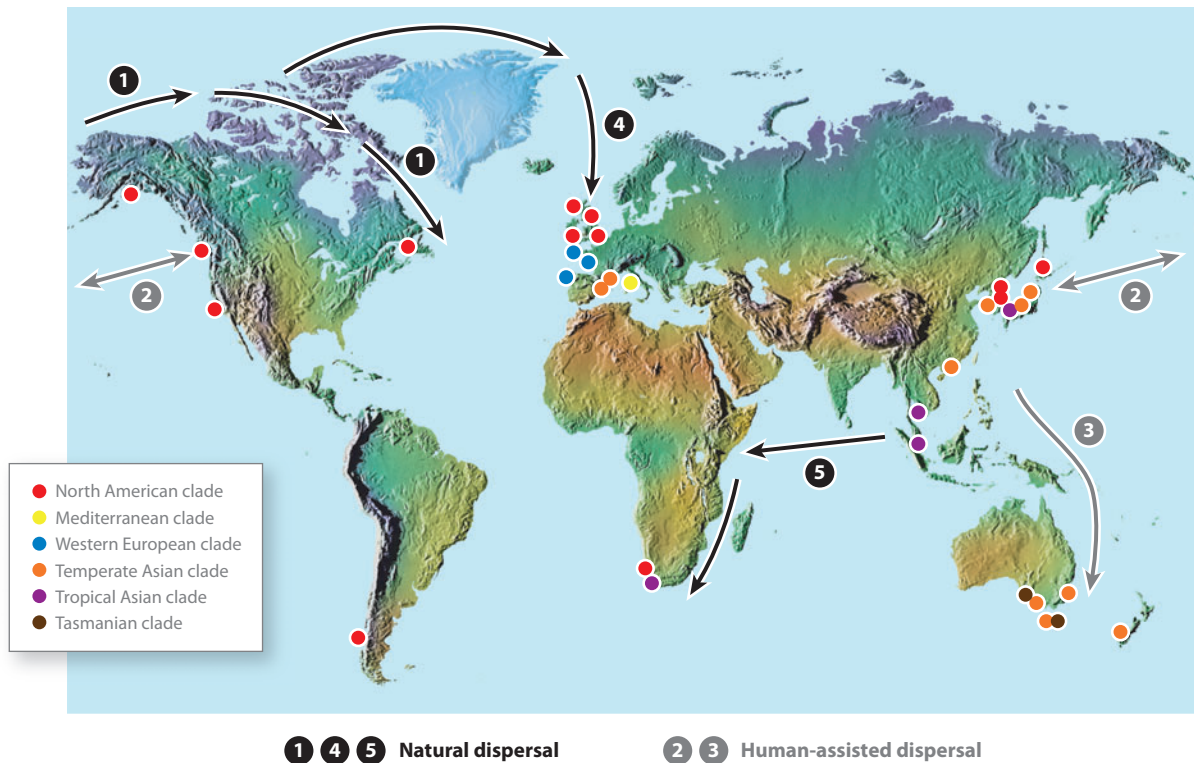 1
4
1
2
2
3
5
North American clade
Mediterranean clade
Western European clade
Temperate Asian clade
Tropical Asian clade
Tasmanian clade
1 4 5 Natural dispersal
2 3 Human-assisted dispersal